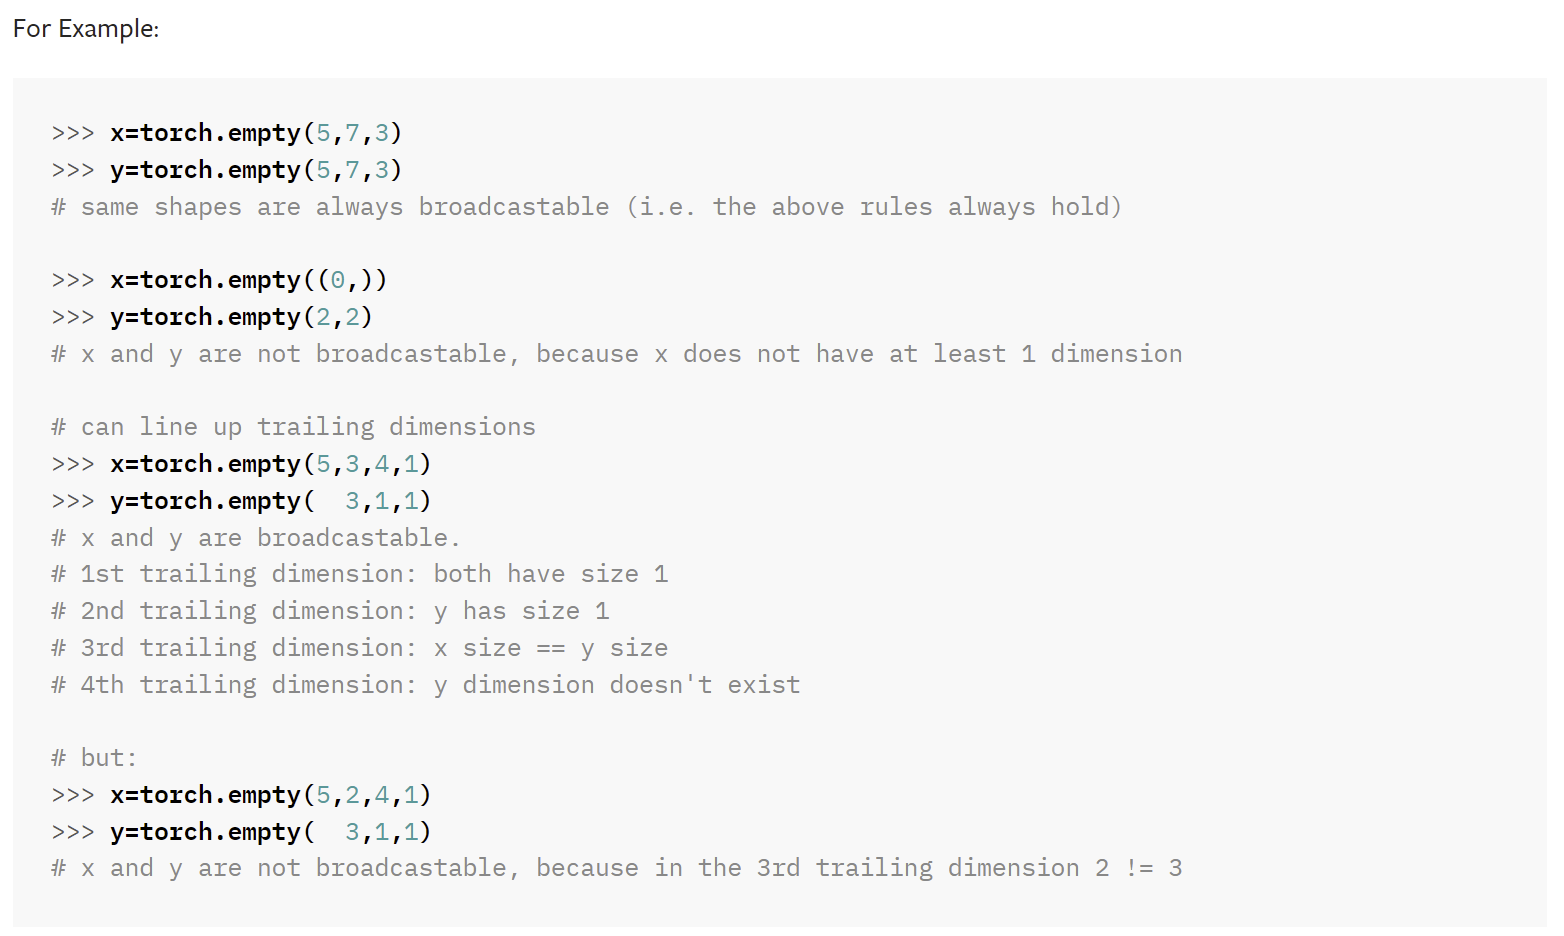 For Example:
>>> x=torch.empty(5,7,3)
>>> y=torch.empty(5,7,3)
# same shapes are always broadcastable (i.e. the above rules always hold)
>>> x=torch.empty((0,))
>>> y=torch.empty(2,2)
# x and y are not broadcastable, because x does not have at least 1 dimension
# can line up trailing dimensions
>>> x=torch.empty(5,3,4,1)
>>> y=torch.empty(  3,1,1)
# x and y are broadcastable.
# 1st trailing dimension: both have size 1
# 2nd trailing dimension: y has size 1
# 3rd trailing dimension: x size == y size
# 4th trailing dimension: y dimension doesn't exist
# but:
>>> x=torch.empty(5,2,4,1)
>>> y=torch.empty(  3,1,1)
# x and y are not broadcastable, because in the 3rd trailing dimension 2 != 3